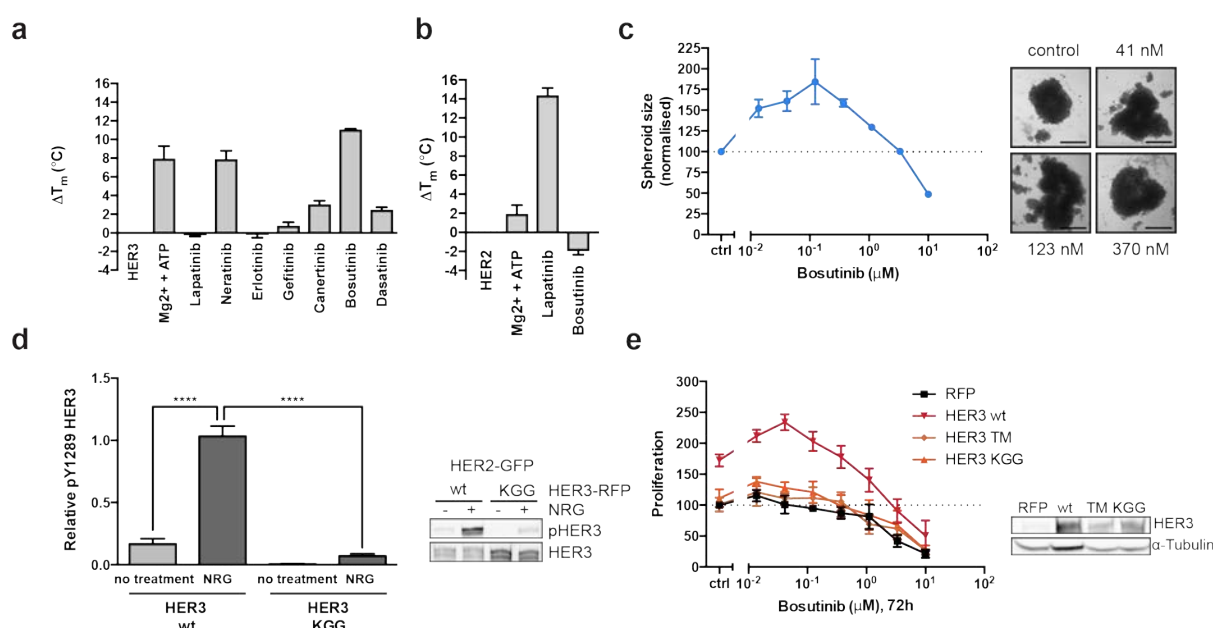 a
16
14
12
10
8
6
4
2
0
-2
-4
ΔTm (°C)
HER3
Mg2+ + ATP
Lapatinib
Neratinib
Erlotinib
Gefitinib
Canertinib
Bosutinib
Dasatinib
b
16
14
12
10
8
6
4
2
0
-2
-4
ΔTm (°C)
HER2
Mg2+ + ATP
Lapatinib
Bosutinib
c
225
200
175
150
125
100
75
50
25
0
Spheroid size
(normalised)
ctrl 10-2 10-1 100 101 102
Bosutinib (μM)
control 41 nM
123 nM 370 nM
d
1.5
1.0
0.5
0.0
Relative pY1289 HER3
**** ****
no treatment NRG no treatment NRG
HER3 HER3
wt KGG
HER2-GFP
wt KGG HER3-RFP
- + - + NRG
pHER3
HER3
e
300
250
200
150
100
50
0
Proliferation
ctrl 10-2 10-1 100 101 102
Bosutinib (μM), 72h
RFP
HER3 wt
HER3 TM
HER3 KGG
RFP wt TM KGG
HER3
α-Tubulin